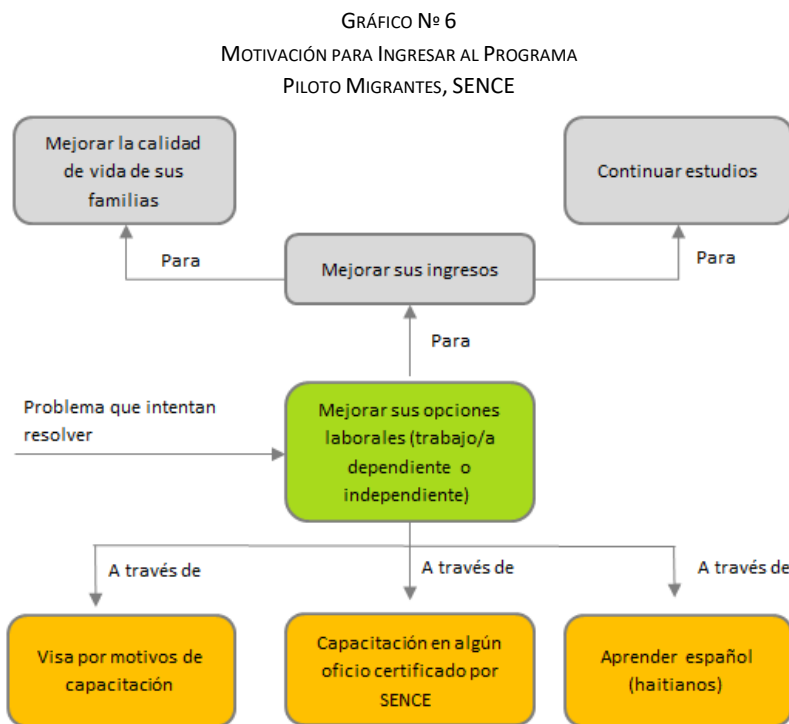 GRÁFICO Nº 6
MOTIVACIÓN PARA INGRESAR AL PROGRAMA
PILOTO MIGRANTES, SENCE
Mejorar la calidad
de vida de sus
familias
Continuar estudios
Para
Mejorar sus ingresos
Para
Para
Problema que intentan
resolver
Mejorar sus opciones
laborales (trabajo/a
dependiente o
independiente)
A través de
A través de
A través de
Visa por motivos de
capacitación
Capacitación en algún
oficio certificado por
SENCE
Aprender español
(haitianos)